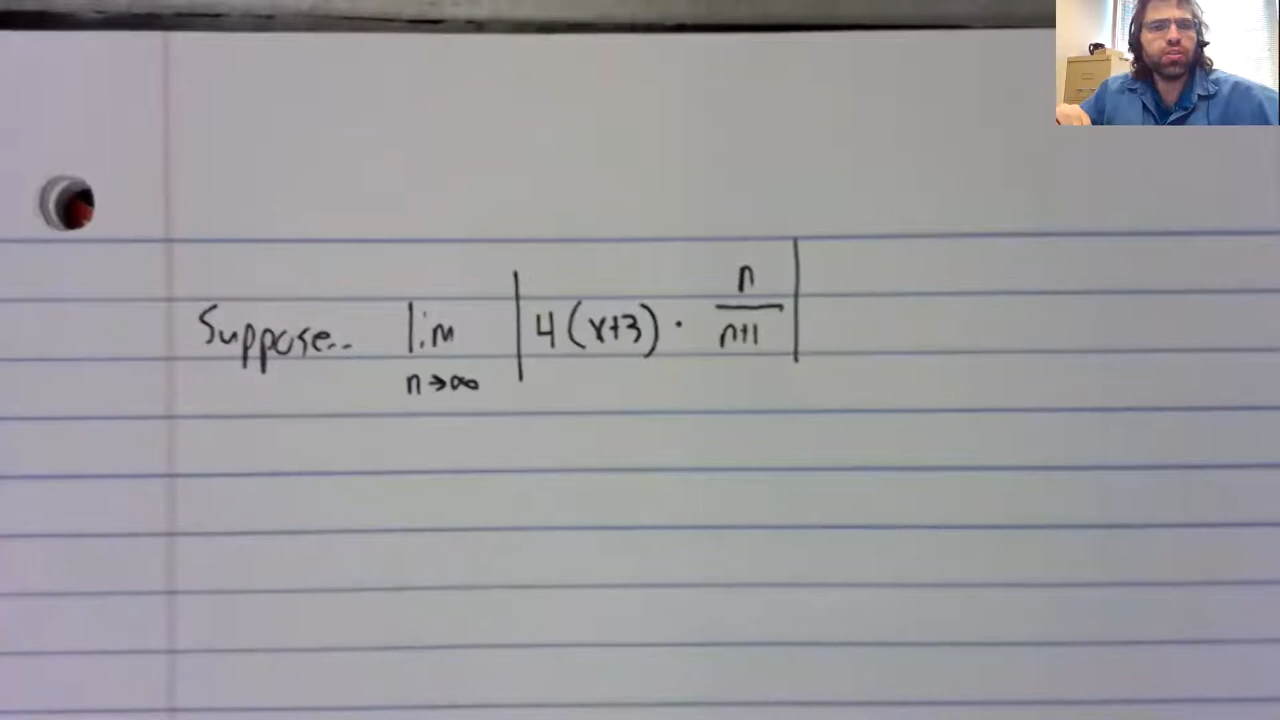 Suppose.. lim n→∞ | 4(x+3) · n/(n+1) |